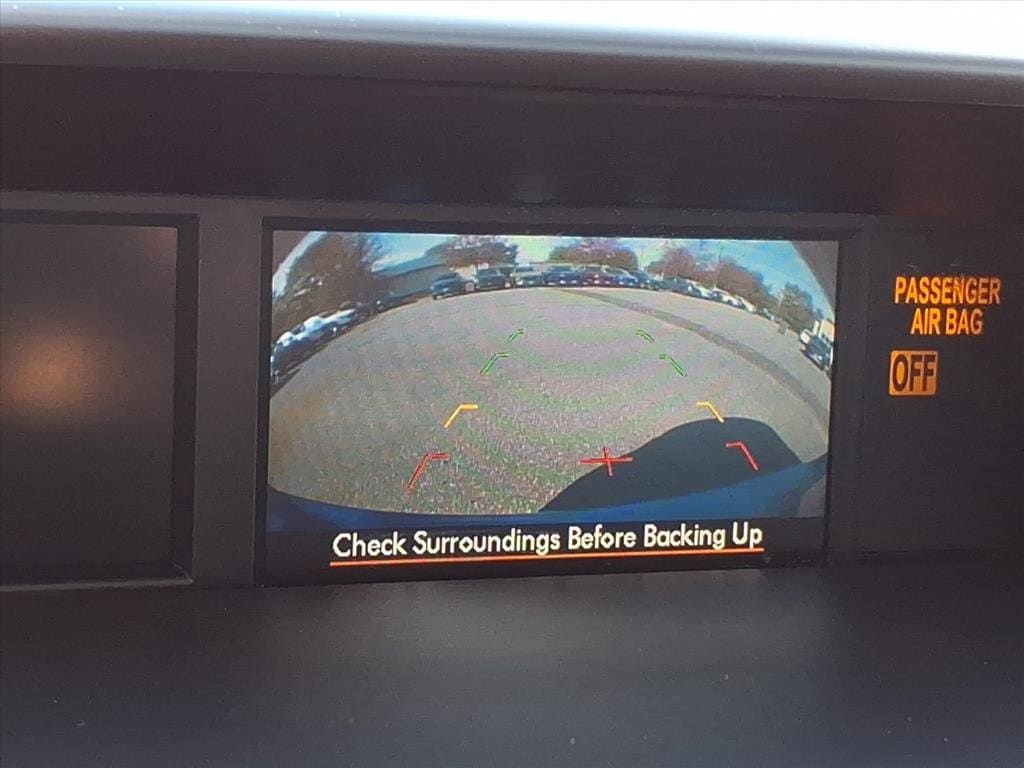 PASSENGER
AIR BAG
OFF
Check Surroundings Before Backing Up